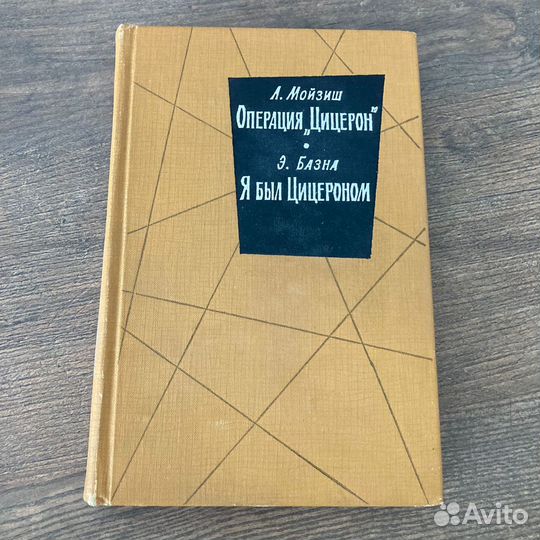 Л. Мойзиш
Операция „Цицерон"
Э. Базна
Я был Цицероном
Avito